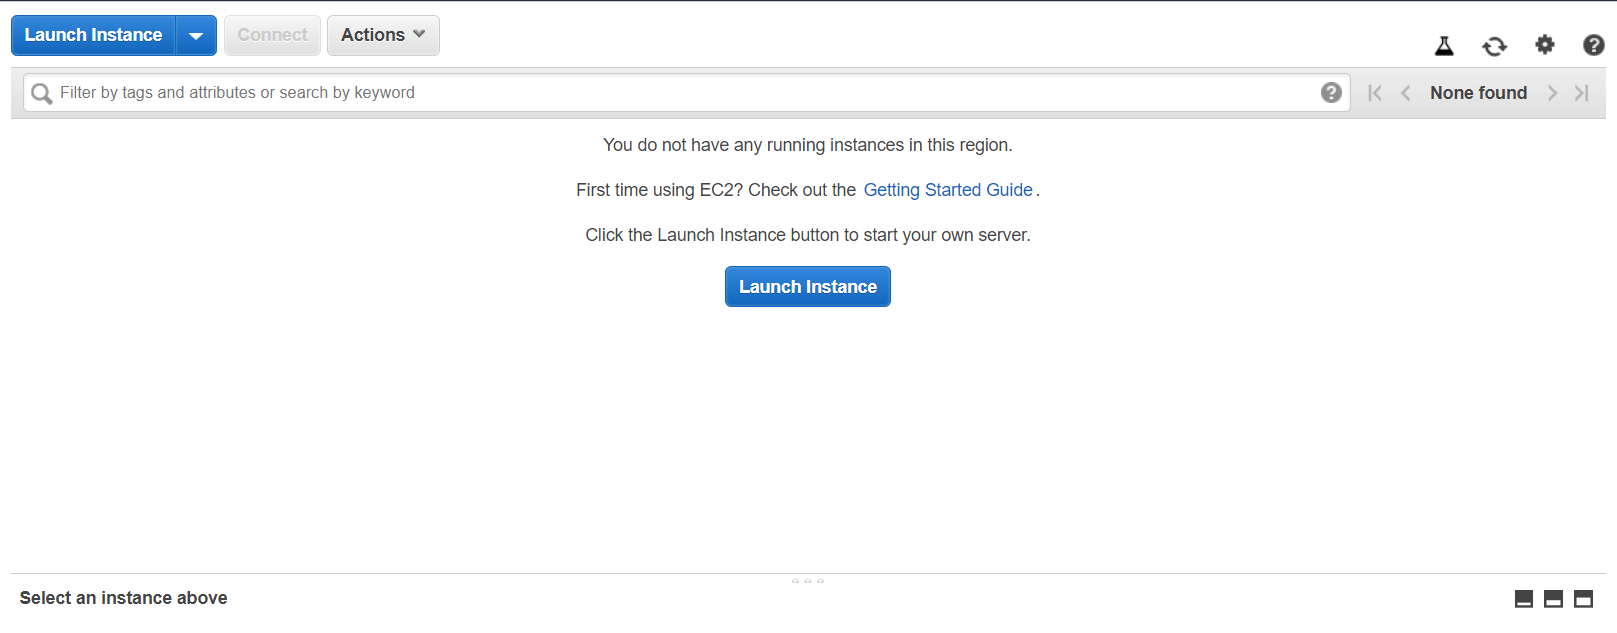 Launch Instance
Connect
Actions
Filter by tags and attributes or search by keyword
None found
You do not have any running instances in this region.
First time using EC2? Check out the Getting Started Guide.
Click the Launch Instance button to start your own server.
Launch Instance
Select an instance above